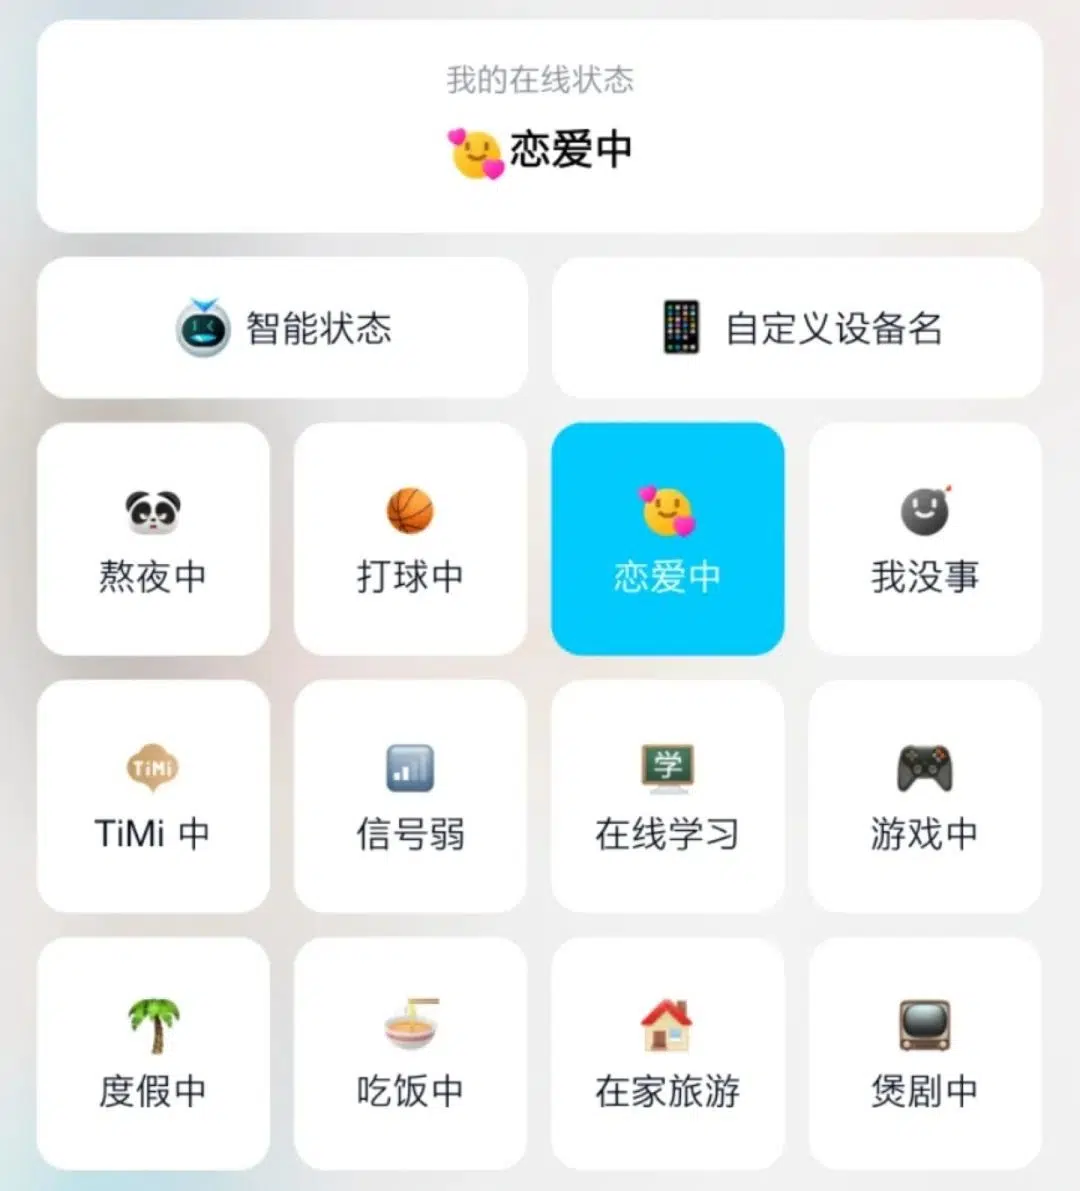 我的在线状态
恋爱中
智能状态
自定义设备名
熬夜中
打球中
恋爱中
我没事
TiMi
TiMi 中
信号弱
学
在线学习
游戏中
度假中
吃饭中
在家旅游
煲剧中